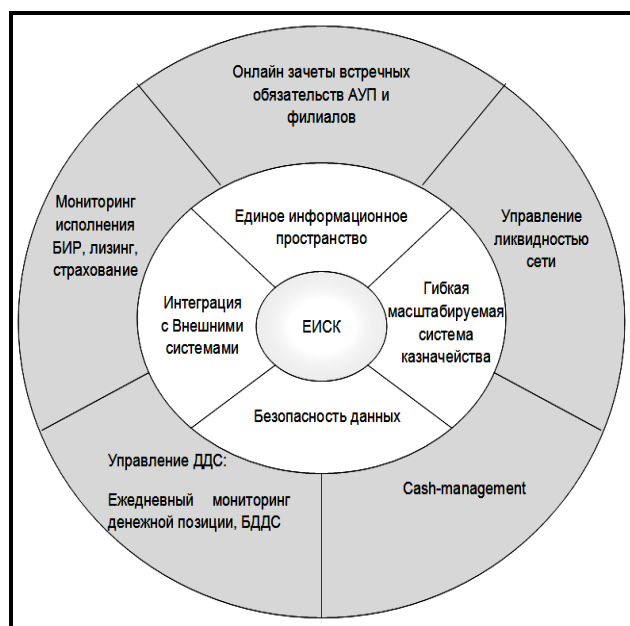 Онлайн зачеты встречных
обязательств АУП и
филиалов
Мониторинг
исполнения
БИР, лизинг,
страхование
Управление
ликвидностью
сети
Единое информационное
пространство
Интеграция
с Внешними
системами
ЕИСК
Гибкая
масштабируемая
система
казначейства
Безопасность данных
Управление ДДС:
Ежедневный мониторинг
денежной позиции, БДДС
Cash-management